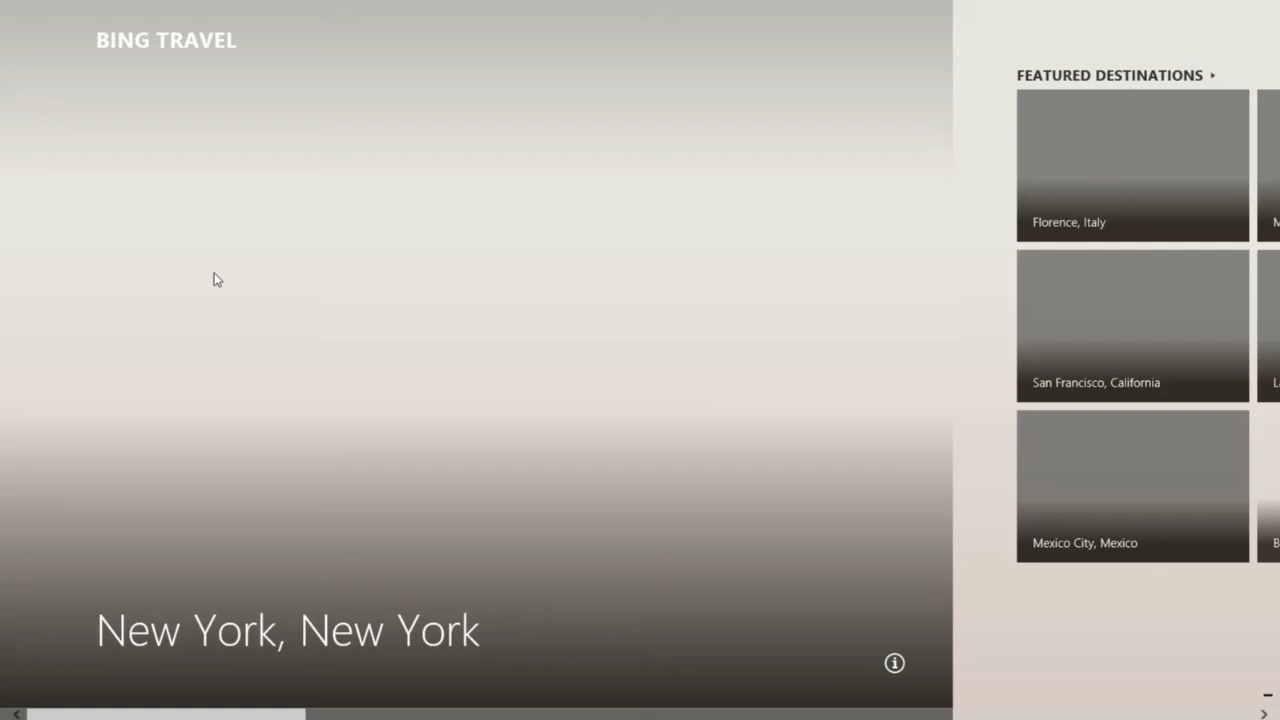 BING TRAVEL
New York, New York
FEATURED DESTINATIONS
Florence, Italy
San Francisco, California
Mexico City, Mexico
M
L
B